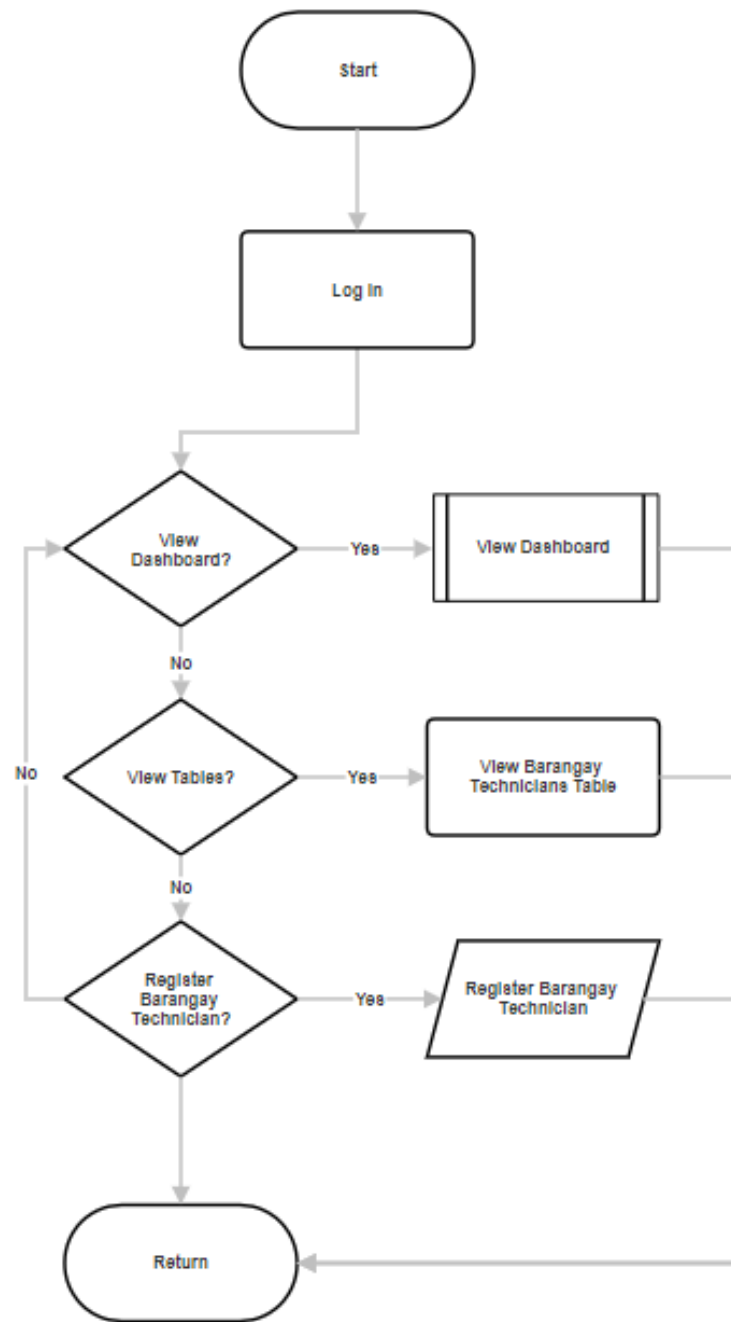 Start
Log In
View
Dashboard?
Yes
View Dashboard
No
View Tables?
Yes
View Barangay
Technicians Table
No
No
Register
Barangay
Technician?
Yes
Register Barangay
Technician
Return